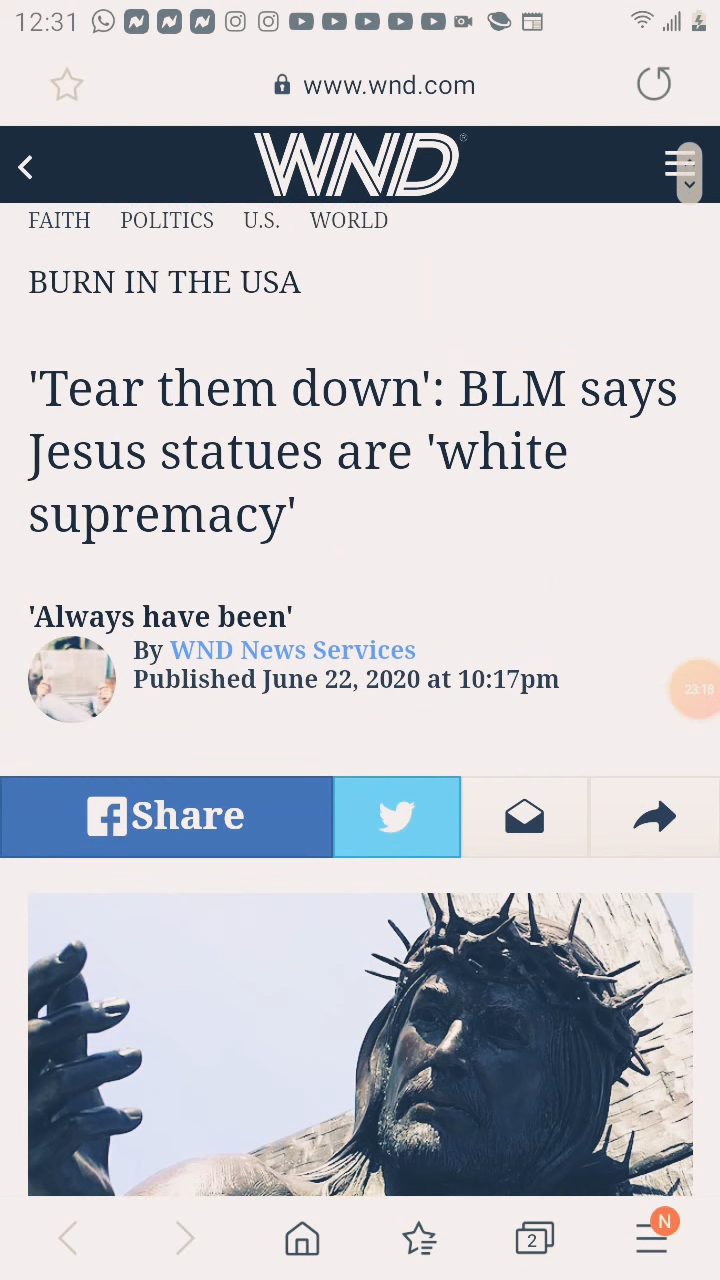 12:31
www.wnd.com
WND®
FAITH POLITICS U.S. WORLD
BURN IN THE USA
'Tear them down': BLM says
Jesus statues are 'white
supremacy'
'Always have been'
By WND News Services
Published June 22, 2020 at 10:17pm
23:18
Share
N
2